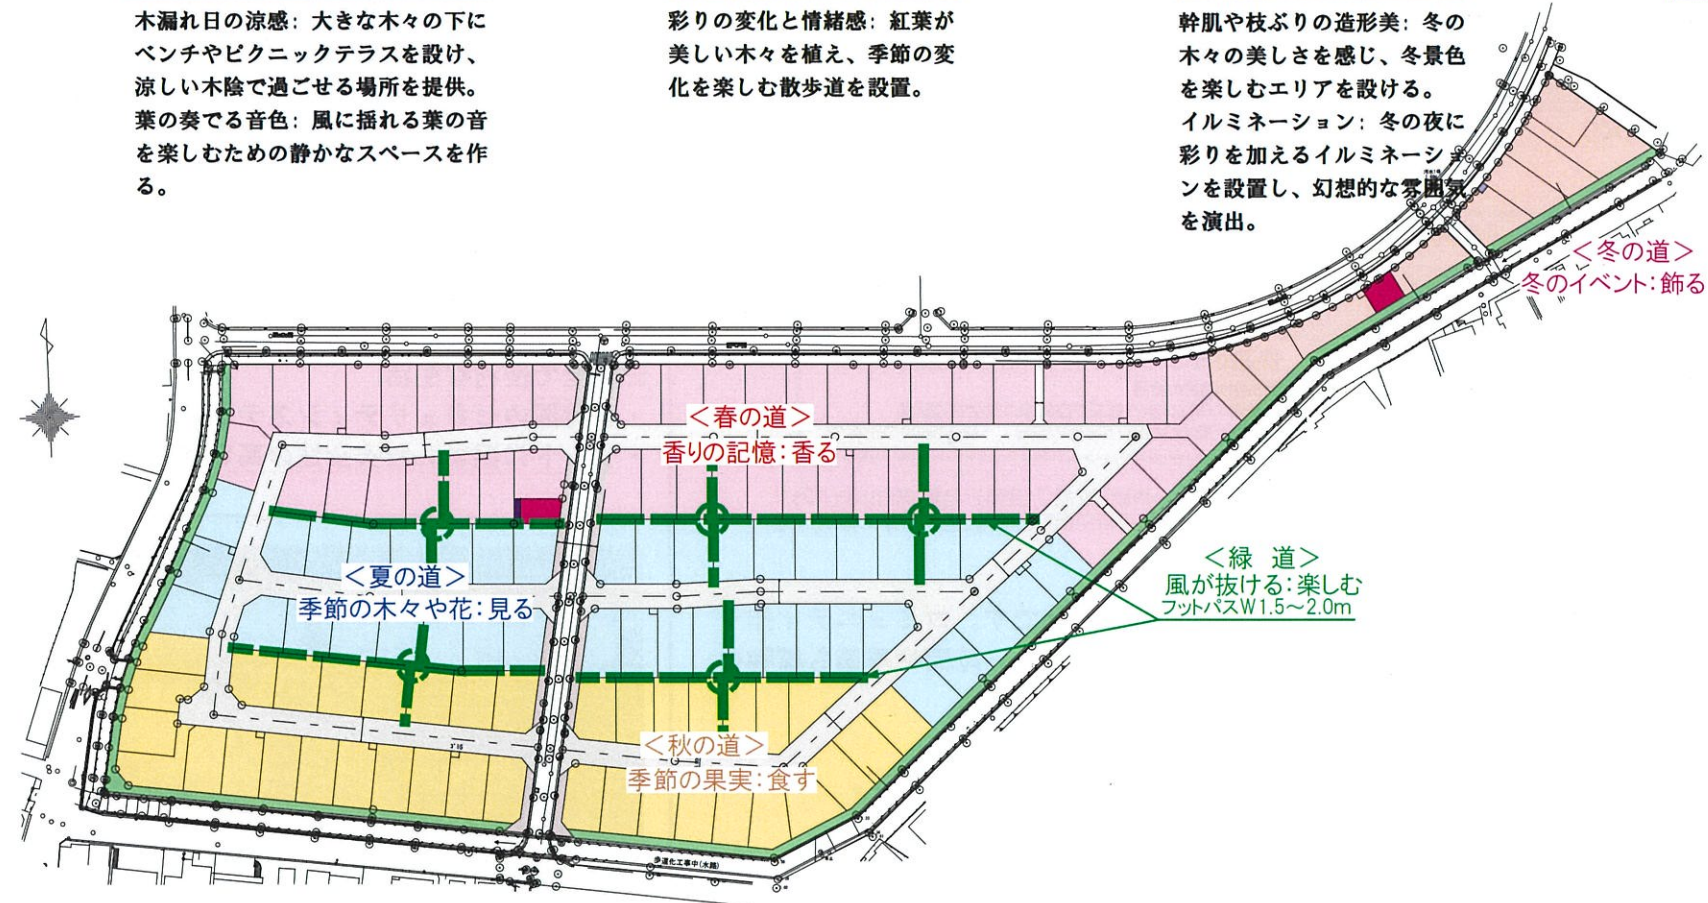 木漏れ日の涼感: 大きな木々の下に
ベンチやピクニックテラスを設け、
涼しい木陰で過ごせる場所を提供。
葉の奏でる音色: 風に揺れる葉の音
を楽しむための静かなスペースを作
る。
彩りの変化と情緒感: 紅葉が
美しい木々を植え、季節の変
化を楽しむ散歩道を設置。
幹肌や枝ぶりの造形美: 冬の
木々の美しさを感じ、冬景色
を楽しむエリアを設ける。
イルミネーション: 冬の夜に
彩りを加えるイルミネーショ
ンを設置し、幻想的な雰囲気
を演出。
＜冬の道＞
冬のイベント:飾る
＜春の道＞
香りの記憶:香る
＜緑 道＞
風が抜ける:楽しむ
フットパスW1.5〜2.0m
＜夏の道＞
季節の木々や花:見る
＜秋の道＞
季節の果実:食す
歩道化工事中(水路)